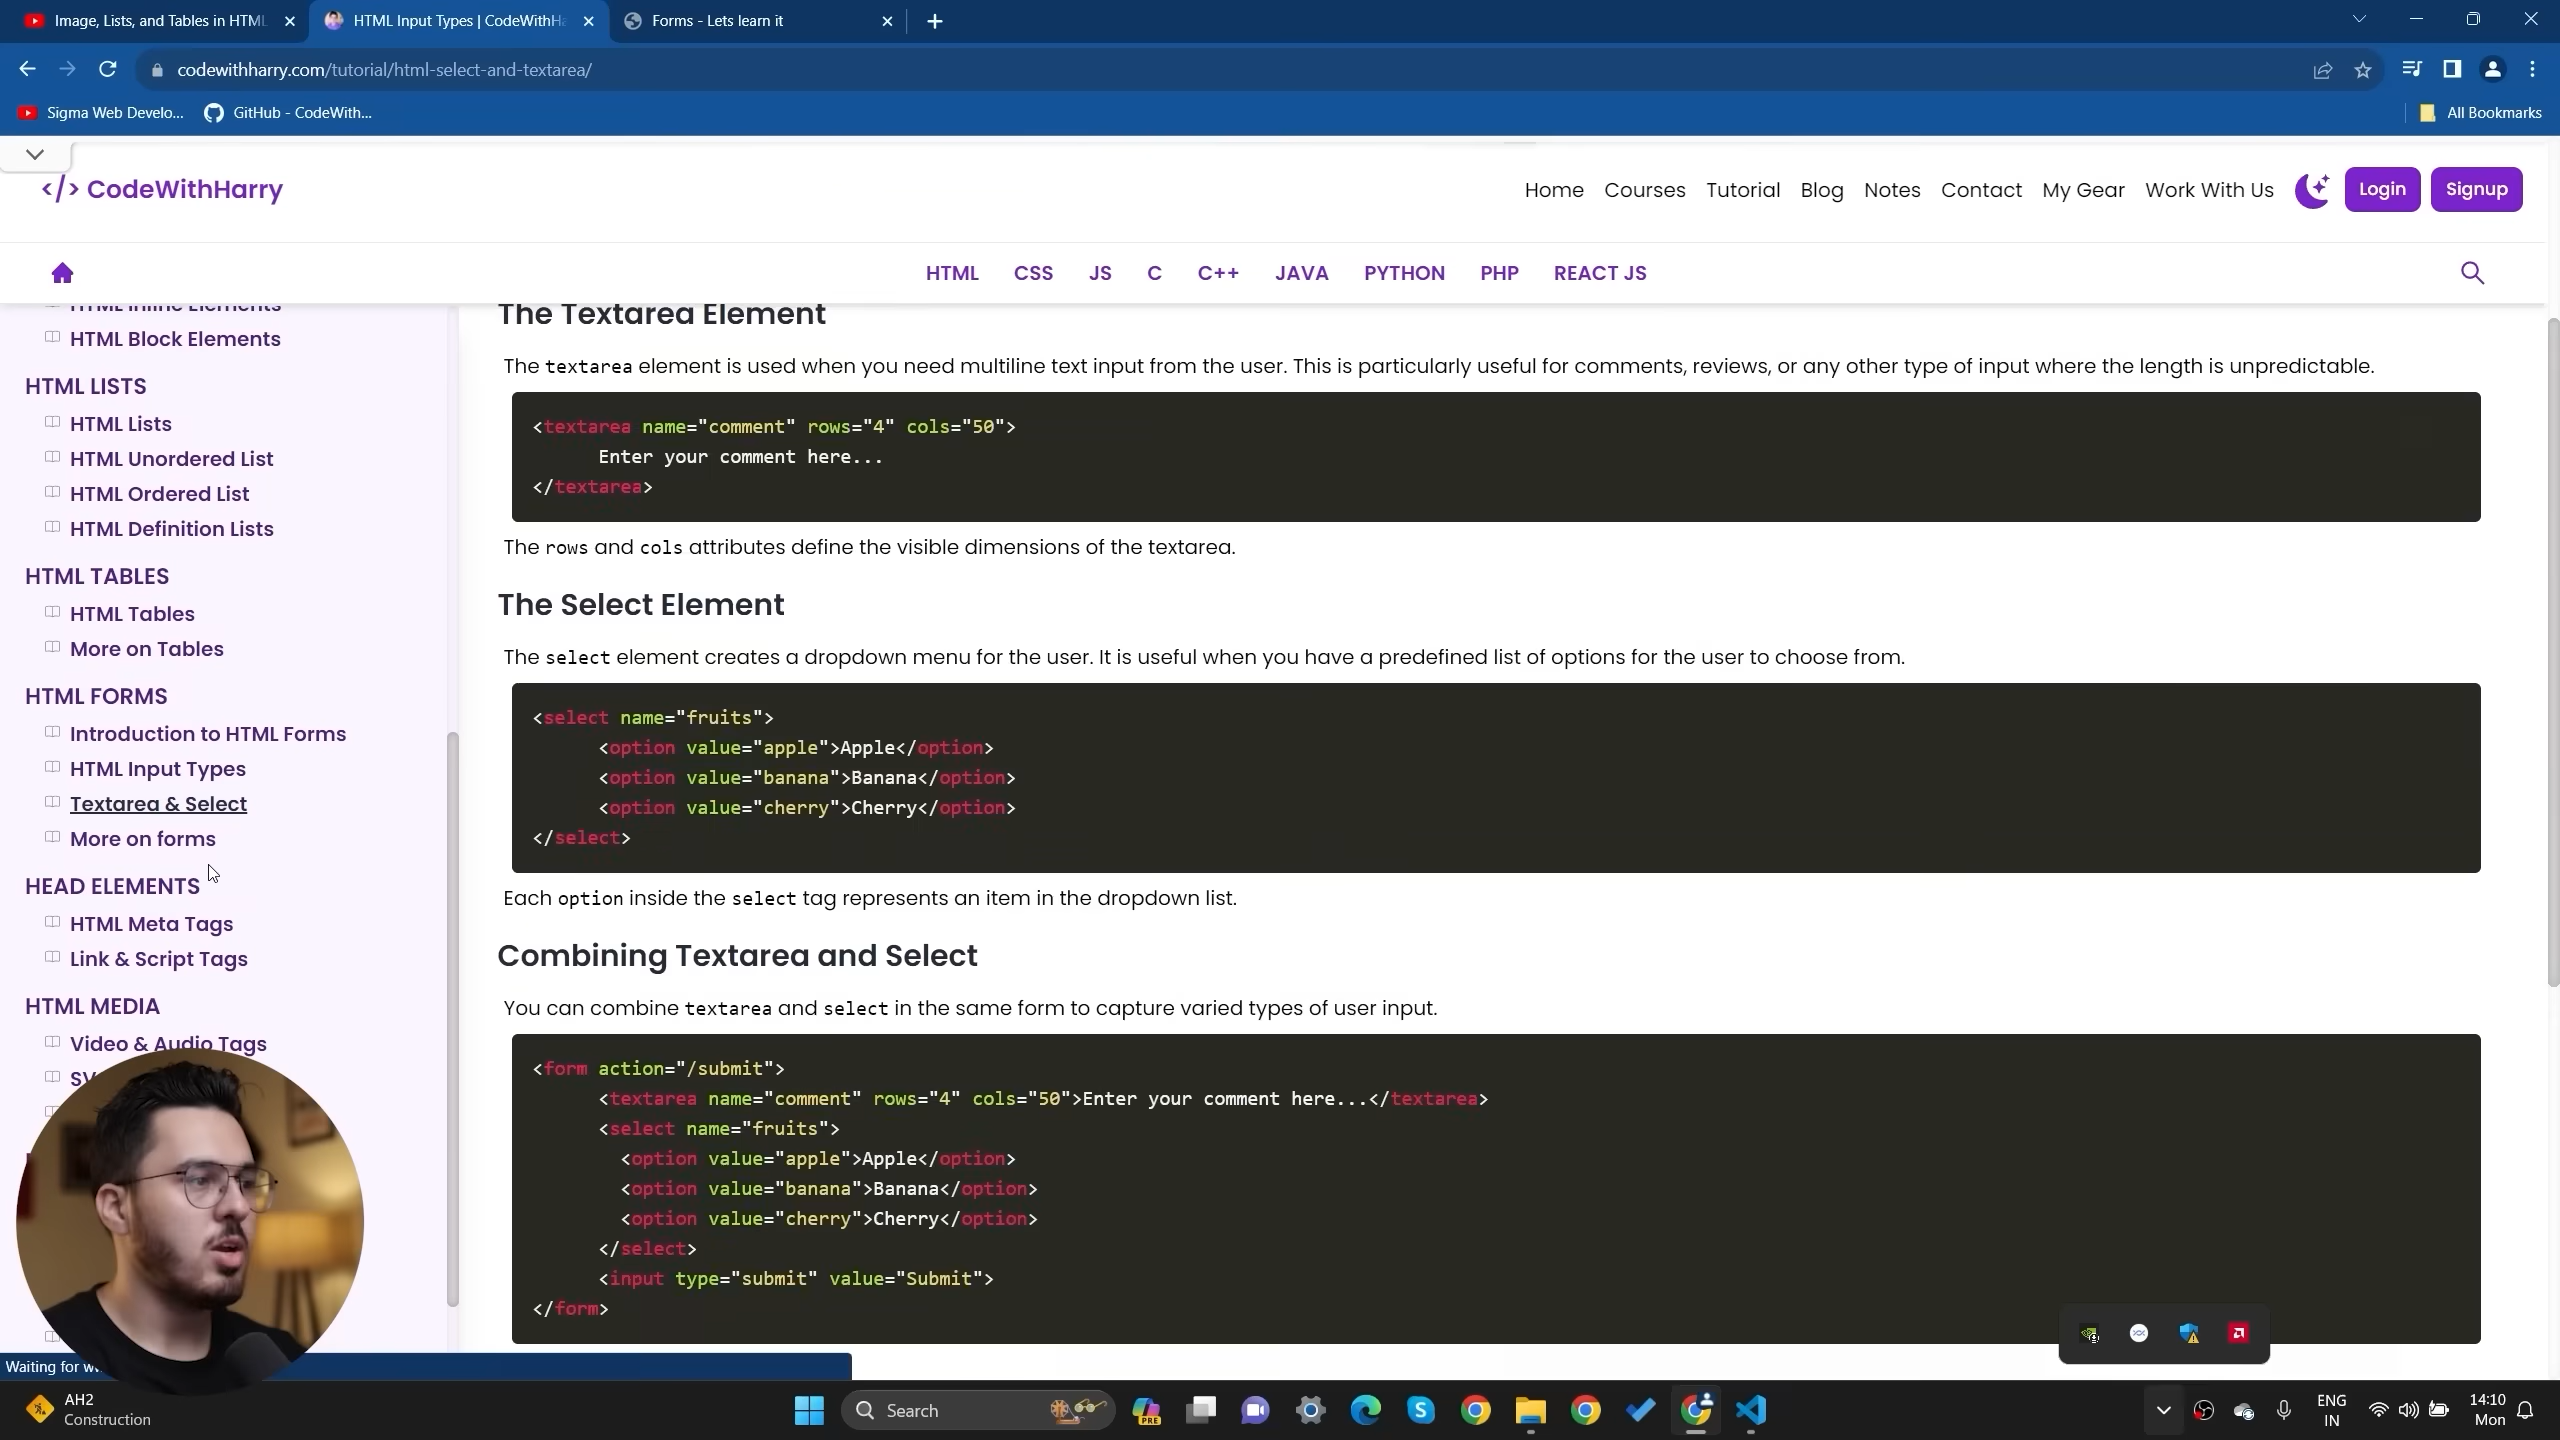 Image, Lists, and Tables in HTML
HTML Input Types | CodeWithHa
Forms - Lets learn it
codewithharry.com/tutorial/html-select-and-textarea/
Sigma Web Develo...
GitHub - CodeWith...
All Bookmarks
</> CodeWithHarry
Home Courses Tutorial Blog Notes Contact My Gear Work With Us
Login
Signup
HTML CSS JS C C++ JAVA PYTHON PHP REACT JS
HTML Inline Elements
HTML Block Elements
HTML LISTS
HTML Lists
HTML Unordered List
HTML Ordered List
HTML Definition Lists
HTML TABLES
HTML Tables
More on Tables
HTML FORMS
Introduction to HTML Forms
HTML Input Types
Textarea & Select
More on forms
HEAD ELEMENTS
HTML Meta Tags
Link & Script Tags
HTML MEDIA
Video & Audio Tags
The Textarea Element
The textarea element is used when you need multiline text input from the user. This is particularly useful for comments, reviews, or any other type of input where the length is unpredictable.
<textarea name="comment" rows="4" cols="50">
Enter your comment here...
</textarea>
The rows and cols attributes define the visible dimensions of the textarea.
The Select Element
The select element creates a dropdown menu for the user. It is useful when you have a predefined list of options for the user to choose from.
<select name="fruits">
<option value="apple">Apple</option>
<option value="banana">Banana</option>
<option value="cherry">Cherry</option>
</select>
Each option inside the select tag represents an item in the dropdown list.
Combining Textarea and Select
You can combine textarea and select in the same form to capture varied types of user input.
<form action="/submit">
<textarea name="comment" rows="4" cols="50">Enter your comment here...</textarea>
<select name="fruits">
<option value="apple">Apple</option>
<option value="banana">Banana</option>
<option value="cherry">Cherry</option>
</select>
<input type="submit" value="Submit">
</form>
Waiting for
AH2
Construction
Search
PRE
ENG
IN
14:10
Mon